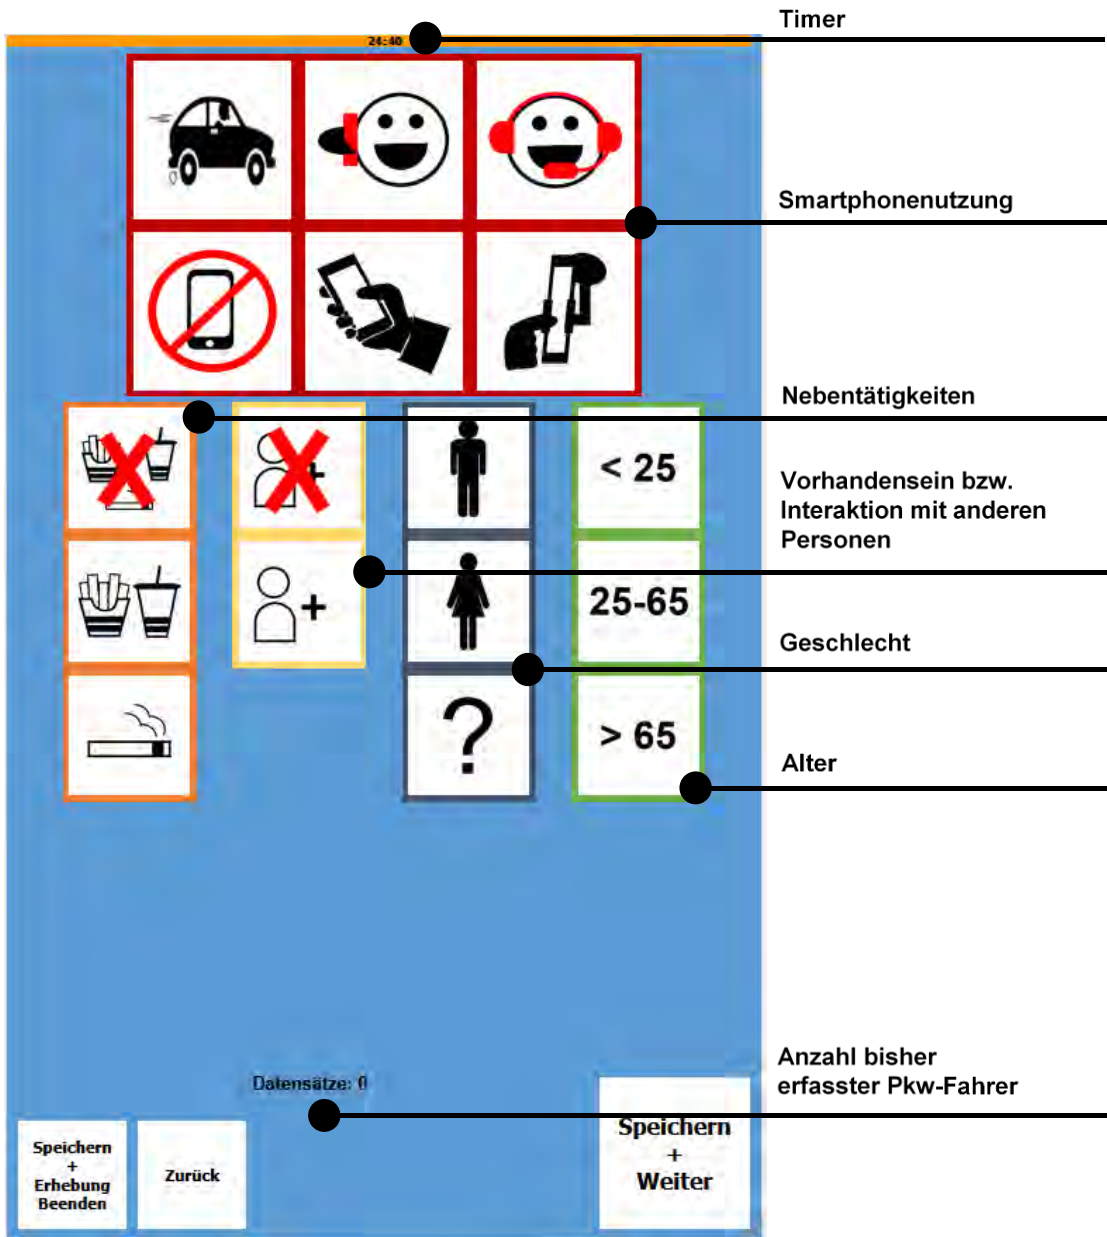 Timer
24:40
Smartphonenutzung
Nebentätigkeiten
< 25
Vorhandensein bzw.
Interaktion mit anderen
Personen
25-65
Geschlecht
?
> 65
Alter
Anzahl bisher
erfasster Pkw-Fahrer
Datensätze: 0
Speichern
+
Erhebung
Beenden
Zurück
Speichern
+
Weiter